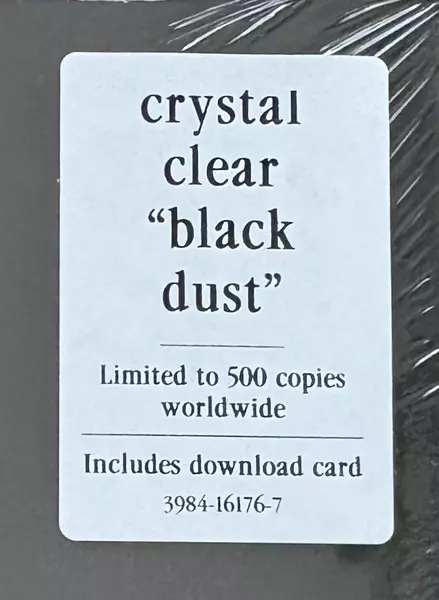 crystal
clear
“black
dust”
Limited to 500 copies
worldwide
Includes download card
3984-16176-7